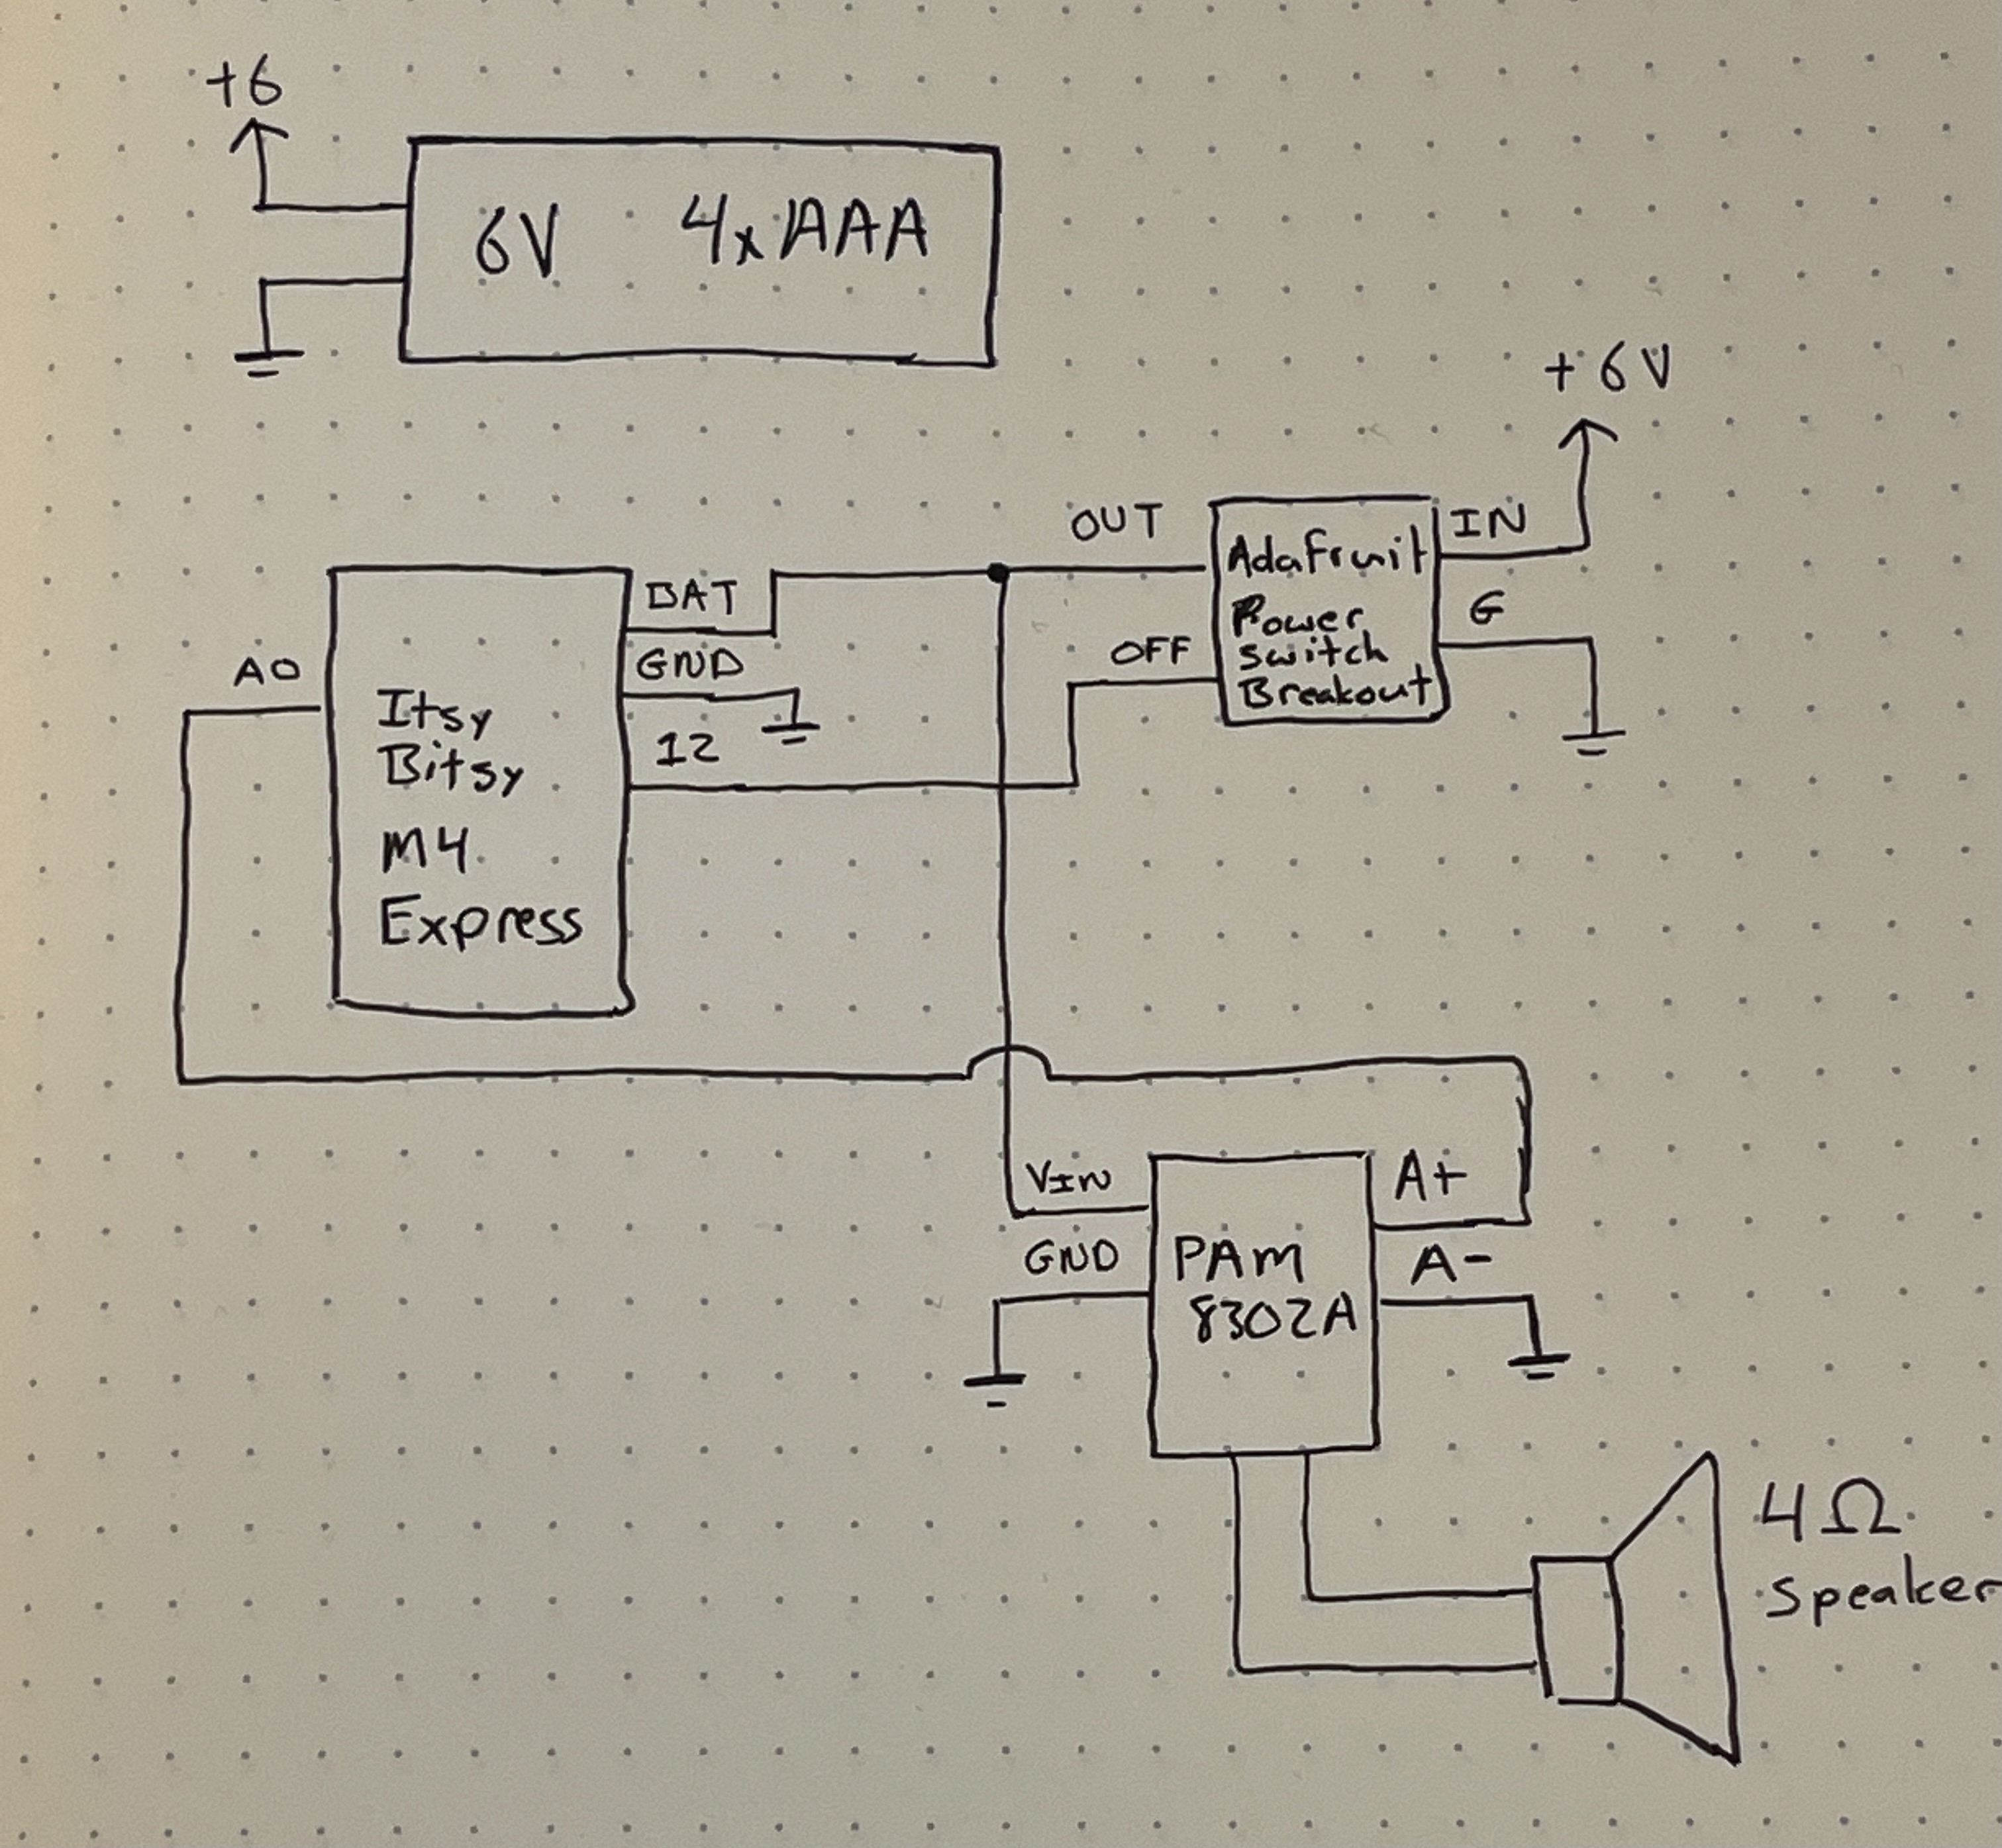 +6
6V 4xAAA
+6V
OUT
IN
Adafruit
BAT
G
Power
GND
OFF
switch
A0
Breakout
Itsy
12
Bitsy
M4
Express
VIN
A+
GND
PAM
A-
8302A
4Ω
Speaker